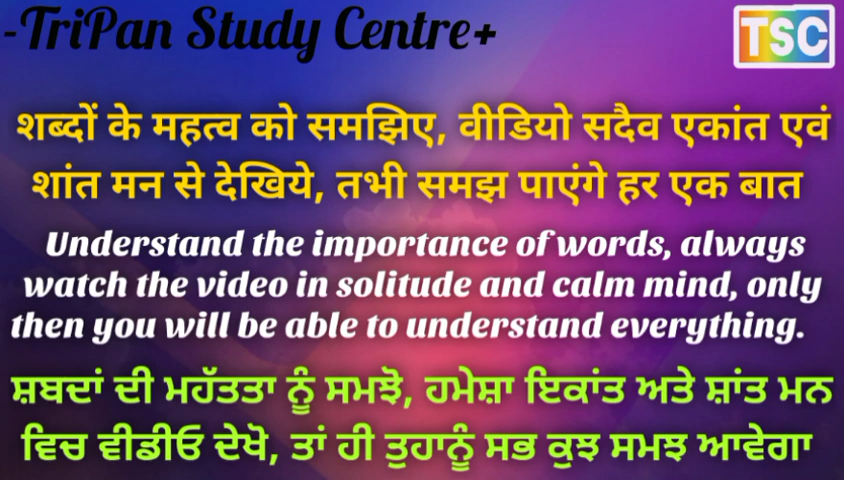 -TriPan Study Centre+
TSC
शब्दों के महत्व को समझिए, वीडियो सदैव एकांत एवं
शांत मन से देखिये, तभी समझ पाएंगे हर एक बात
Understand the importance of words, always
watch the video in solitude and calm mind, only
then you will be able to understand everything.
ਸ਼ਬਦਾਂ ਦੀ ਮਹੱਤਤਾ ਨੂੰ ਸਮਝੋ, ਹਮੇਸ਼ਾ ਇਕਾਂਤ ਅਤੇ ਸ਼ਾਂਤ ਮਨ
ਵਿਚ ਵੀਡੀਓ ਦੇਖੋ, ਤਾਂ ਹੀ ਤੁਹਾਨੂੰ ਸਭ ਕੁਝ ਸਮਝ ਆਵੇਗਾ